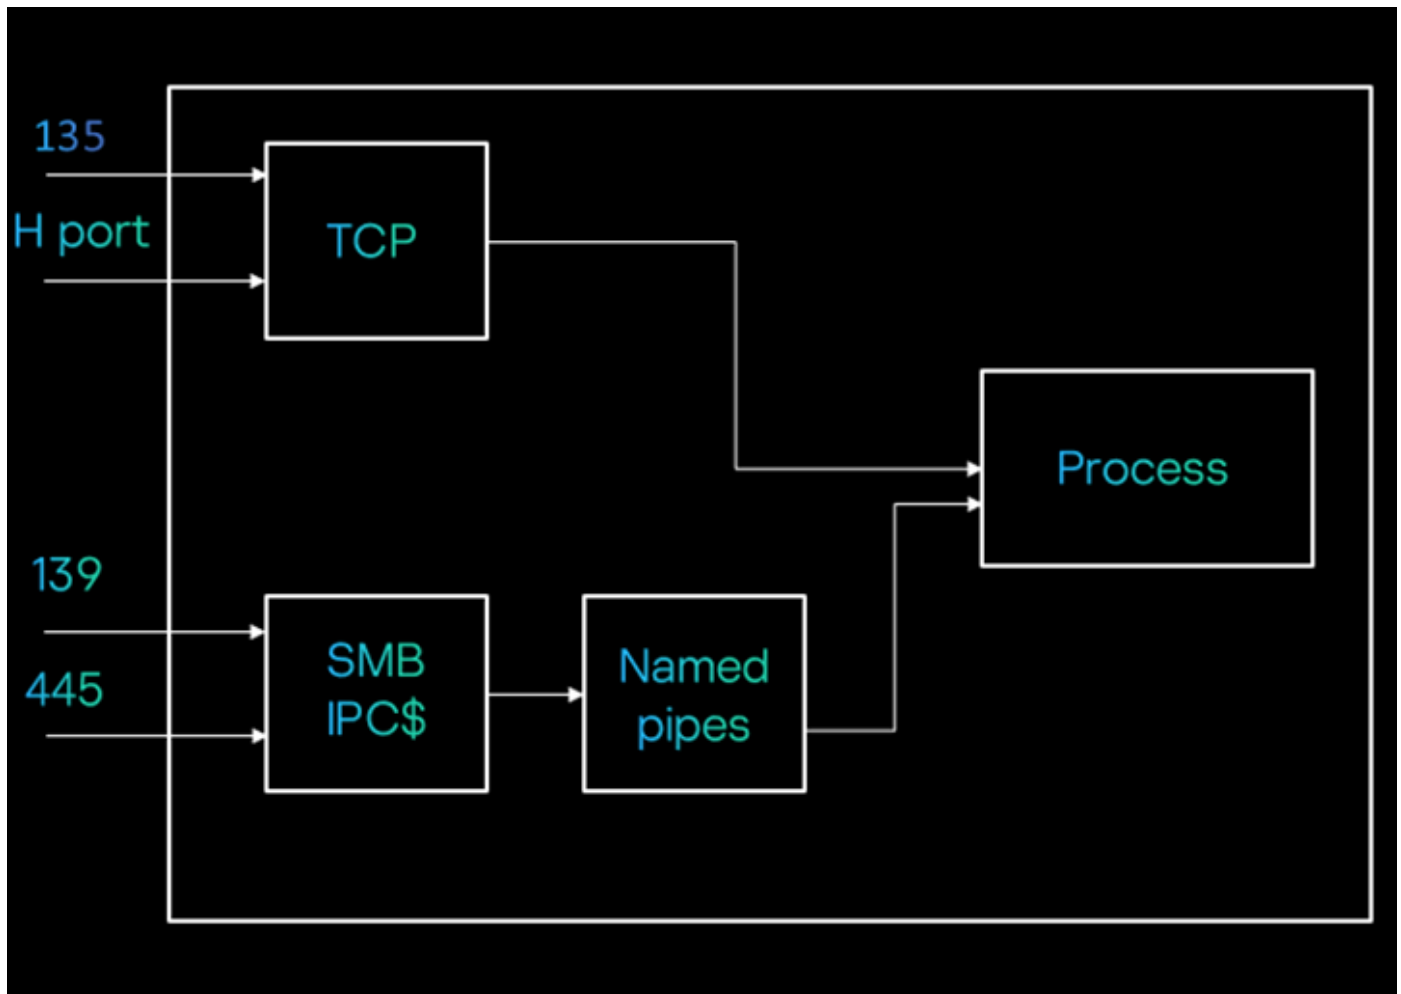 135
H port
TCP
Process
139
445
SMB
IPC$
Named
pipes